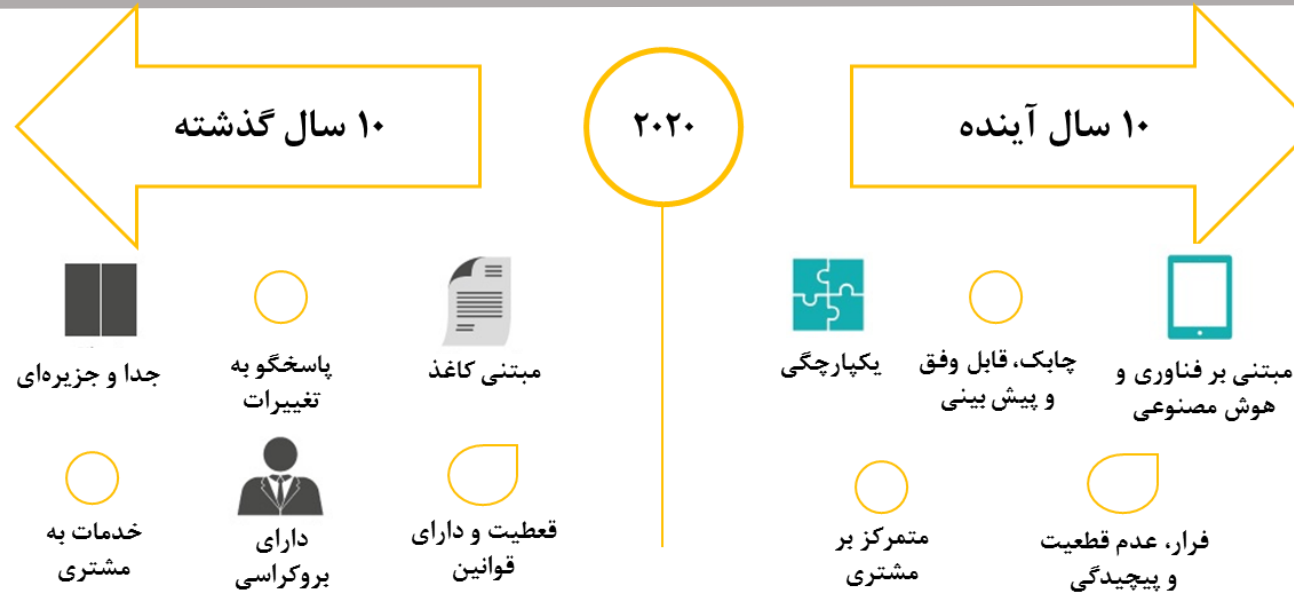 ۱۰ سال آینده
۲۰۲۰
۱۰ سال گذشته
مبتنی بر فناوری و
هوش مصنوعی
چابک، قابل وفق
و پیش بینی
یکپارچگی
فرار، عدم قطعیت
و پیچیدگی
متمرکز بر
مشتری
مبتنی کاغذ
پاسخگو به
تغییرات
جدا و جزیره‌ای
قعطیت و دارای
قوانین
دارای
بروکراسی
خدمات به
مشتری